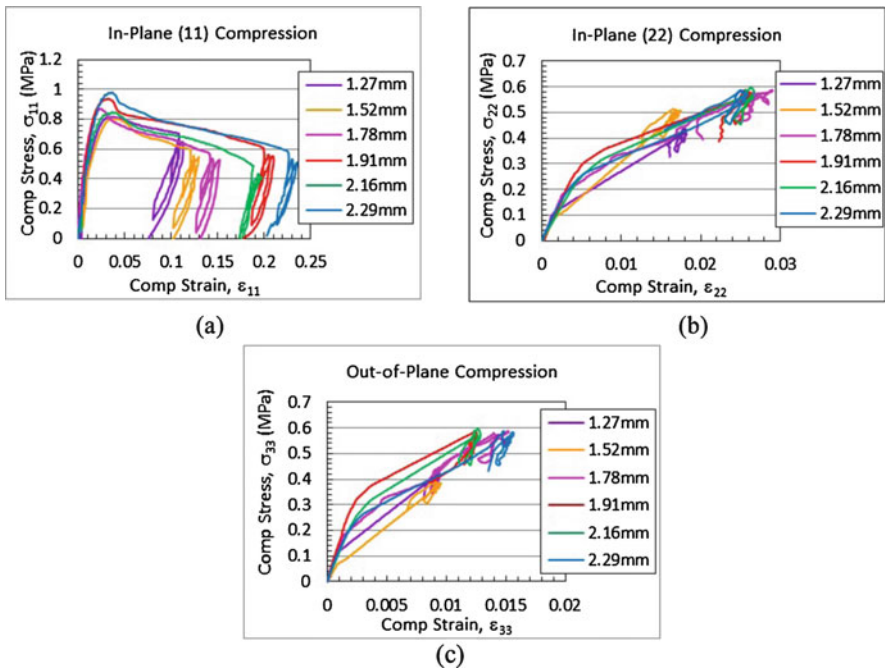 In-Plane (11) Compression
Comp Stress, σ11 (MPa)
1.2
1
0.8
0.6
0.4
0.2
0
0 0.05 0.1 0.15 0.2 0.25
Comp Strain, ε11
1.27mm
1.52mm
1.78mm
1.91mm
2.16mm
2.29mm
(a)
In-Plane (22) Compression
Comp Stress, σ22 (MPa)
0.7
0.6
0.5
0.4
0.3
0.2
0.1
0
0 0.01 0.02 0.03
Comp Strain, ε22
1.27mm
1.52mm
1.78mm
1.91mm
2.16mm
2.29mm
(b)
Out-of-Plane Compression
Comp Stress, σ33 (MPa)
0.7
0.6
0.5
0.4
0.3
0.2
0.1
0
0 0.005 0.01 0.015 0.02
Comp Strain, ε33
1.27mm
1.52mm
1.78mm
1.91mm
2.16mm
2.29mm
(c)